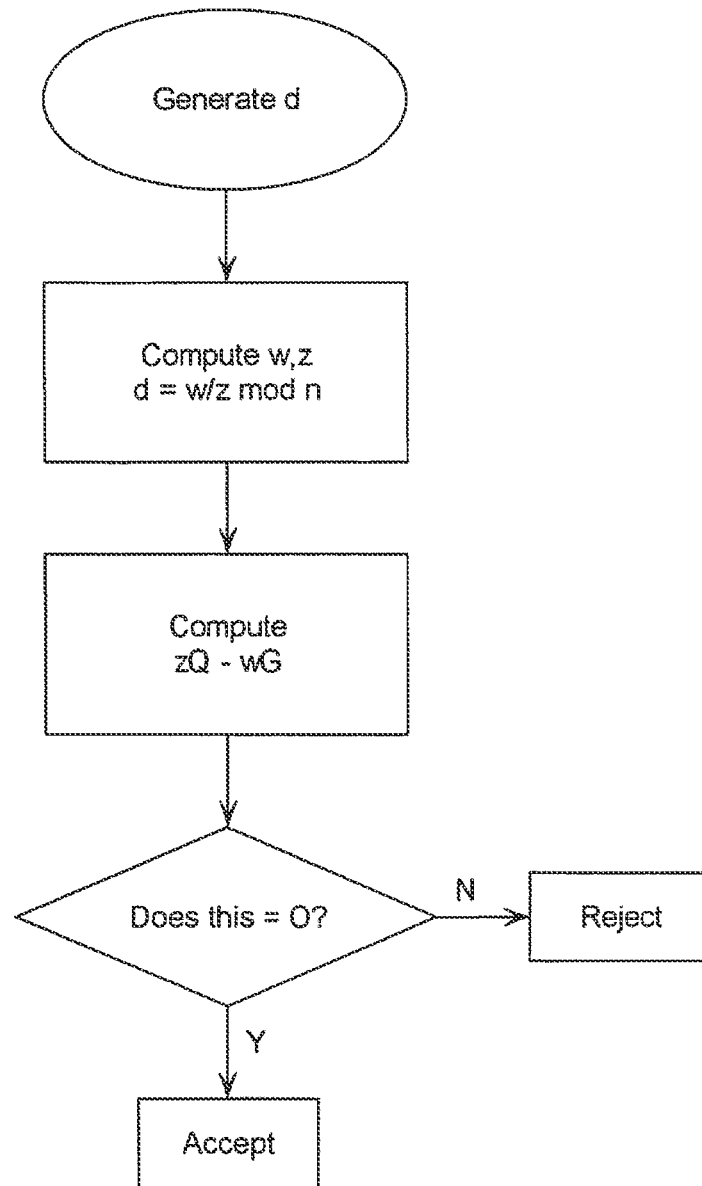 Generate d
Compute w,z
d = w/z mod n
Compute
zQ - wG
Does this = O?
N
Reject
Y
Accept